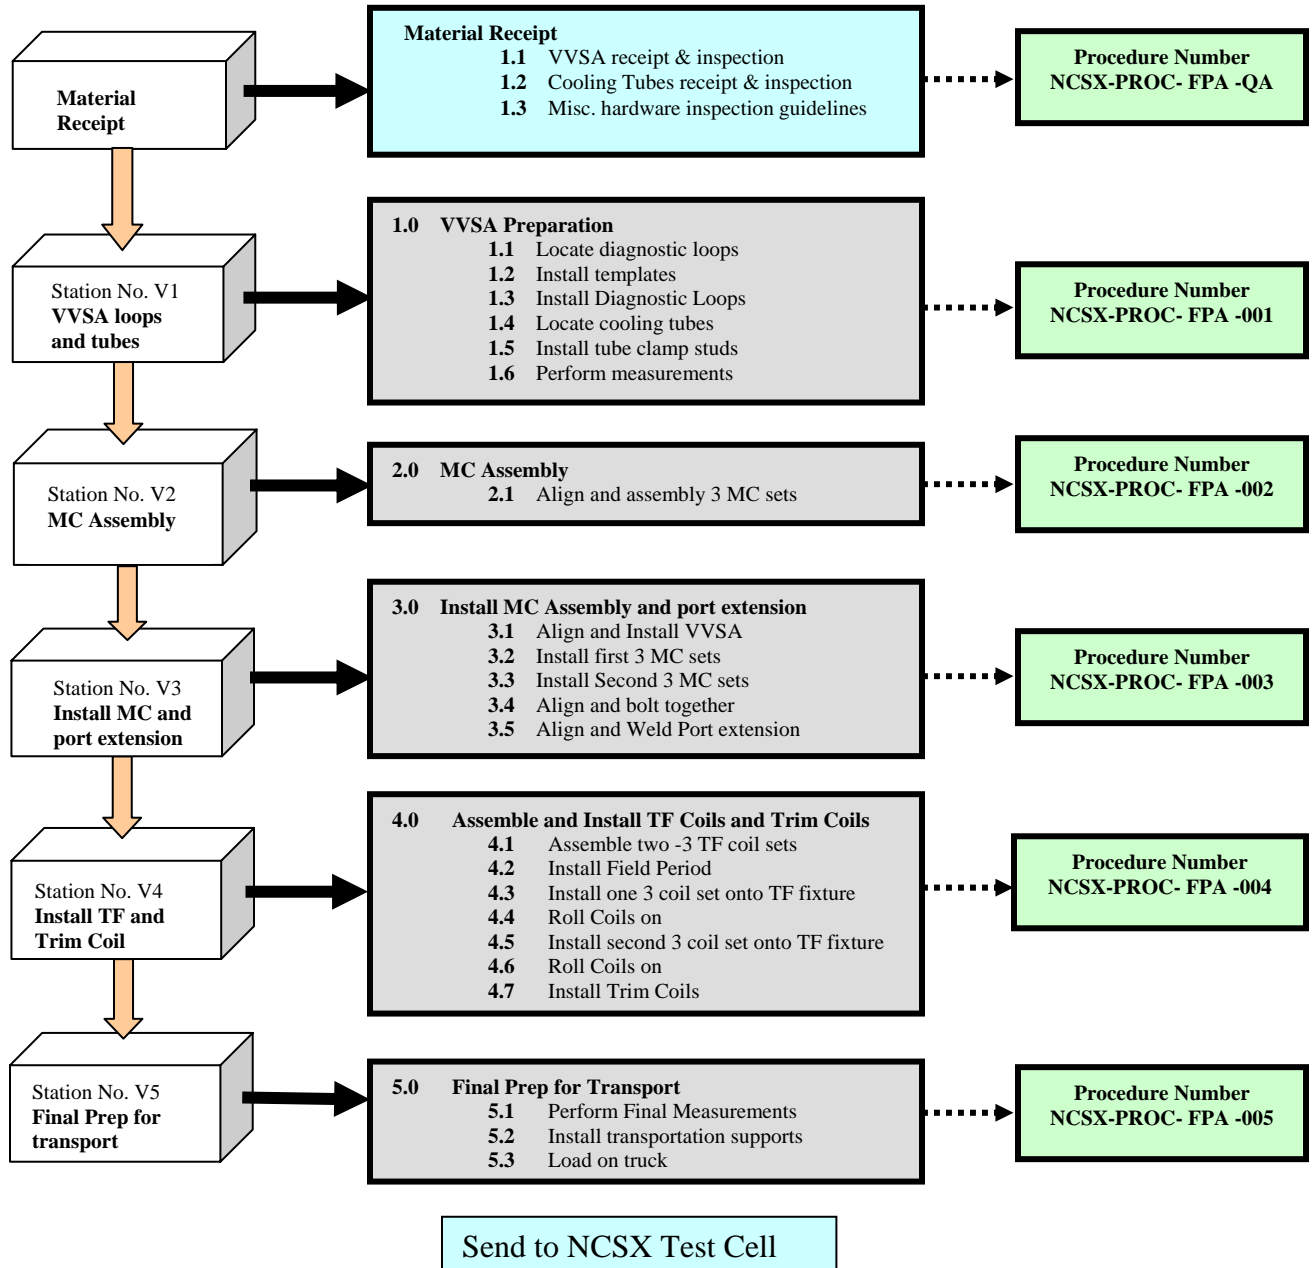 Material
Receipt
Material Receipt
1.1 VVSA receipt & inspection
1.2 Cooling Tubes receipt & inspection
1.3 Misc. hardware inspection guidelines
Procedure Number
NCSX-PROC- FPA -QA
Station No. V1
VVSA loops
and tubes
1.0 VVSA Preparation
1.1 Locate diagnostic loops
1.2 Install templates
1.3 Install Diagnostic Loops
1.4 Locate cooling tubes
1.5 Install tube clamp studs
1.6 Perform measurements
Procedure Number
NCSX-PROC- FPA -001
Station No. V2
MC Assembly
2.0 MC Assembly
2.1 Align and assembly 3 MC sets
Procedure Number
NCSX-PROC- FPA -002
Station No. V3
Install MC and
port extension
3.0 Install MC Assembly and port extension
3.1 Align and Install VVSA
3.2 Install first 3 MC sets
3.3 Install Second 3 MC sets
3.4 Align and bolt together
3.5 Align and Weld Port extension
Procedure Number
NCSX-PROC- FPA -003
Station No. V4
Install TF and
Trim Coil
4.0 Assemble and Install TF Coils and Trim Coils
4.1 Assemble two -3 TF coil sets
4.2 Install Field Period
4.3 Install one 3 coil set onto TF fixture
4.4 Roll Coils on
4.5 Install second 3 coil set onto TF fixture
4.6 Roll Coils on
4.7 Install Trim Coils
Procedure Number
NCSX-PROC- FPA -004
Station No. V5
Final Prep for
transport
5.0 Final Prep for Transport
5.1 Perform Final Measurements
5.2 Install transportation supports
5.3 Load on truck
Procedure Number
NCSX-PROC- FPA -005
Send to NCSX Test Cell